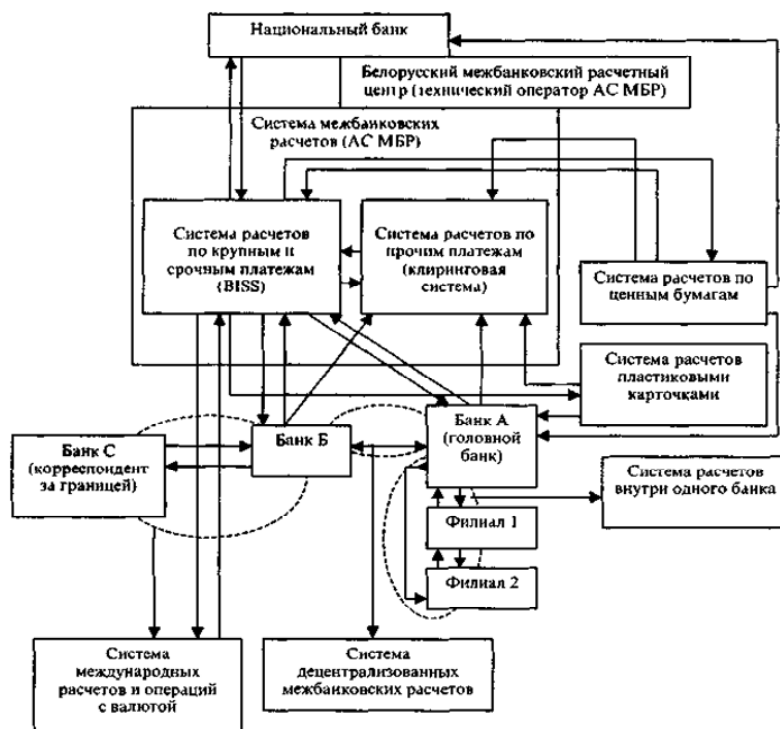 Национальный банк
Белорусский межбанковский расчетный
центр (технический оператор АС МБР)
Система межбанковских
расчетов (АС МБР)
Система расчетов
по крупным и
срочным платежам
(BISS)
Система расчетов по
прочим платежам
(клиринговая
система)
Система расчетов по
ценным бумагам
Система расчетов
пластиковыми
карточками
Банк С
(корреспондент
за границей)
Банк Б
Банк А
(головной
банк)
Система расчетов
внутри одного банка
Филиал 1
Филиал 2
Система
международных
расчетов и операций
с валютой
Система
децентрализованных
межбанковских расчетов